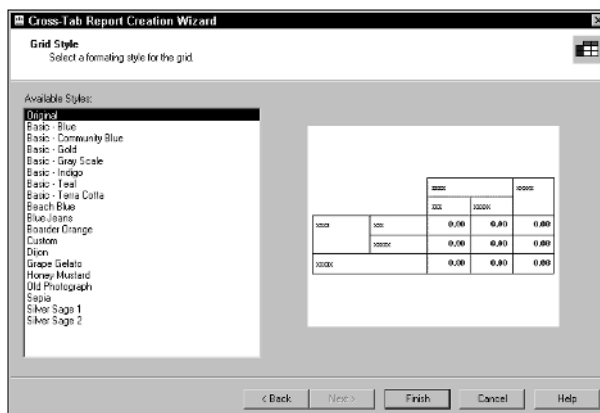 Cross-Tab Report Creation Wizard
Grid Style
Select a formating style for the grid.
Available Styles:
Original
Basic - Blue
Basic - Community Blue
Basic - Gold
Basic - Gray Scale
Basic - Indigo
Basic - Teal
Basic - Terra Cotta
Beach Blue
Blue Jeans
Boarder Orange
Custom
Dijon
Grape Gelato
Honey Mustard
Old Photograph
Sepia
Silver Sage 1
Silver Sage 2
0.00 0.00 0.00
0.00 0.00 0.00
0.00 0.00 0.00
< Back Next > Finish Cancel Help